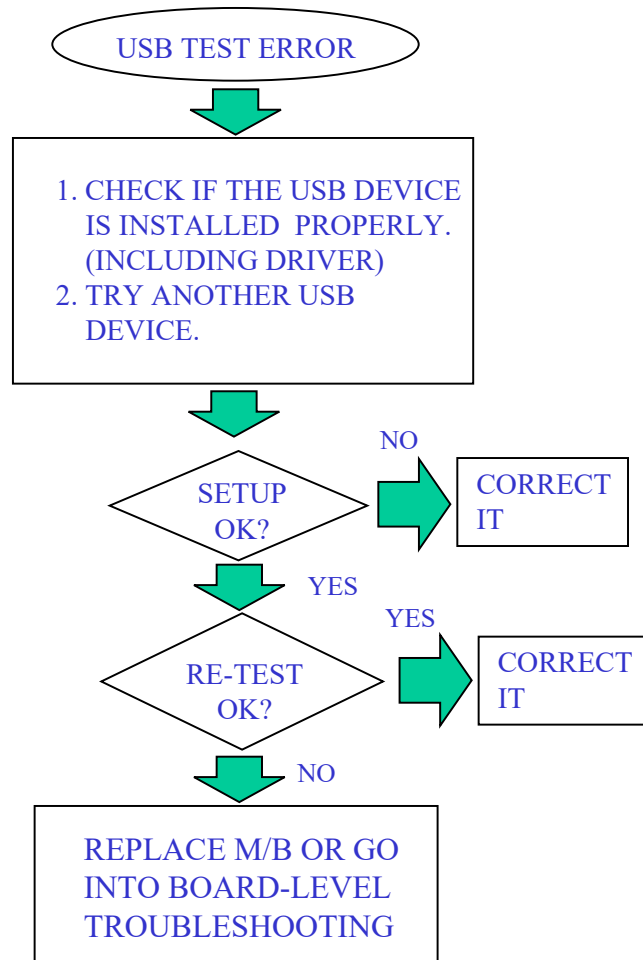 USB TEST ERROR
1. CHECK IF THE USB DEVICE
IS INSTALLED PROPERLY.
(INCLUDING DRIVER)
2. TRY ANOTHER USB
DEVICE.
NO
SETUP
OK?
CORRECT
IT
YES
YES
RE-TEST
OK?
CORRECT
IT
NO
REPLACE M/B OR GO
INTO BOARD-LEVEL
TROUBLESHOOTING